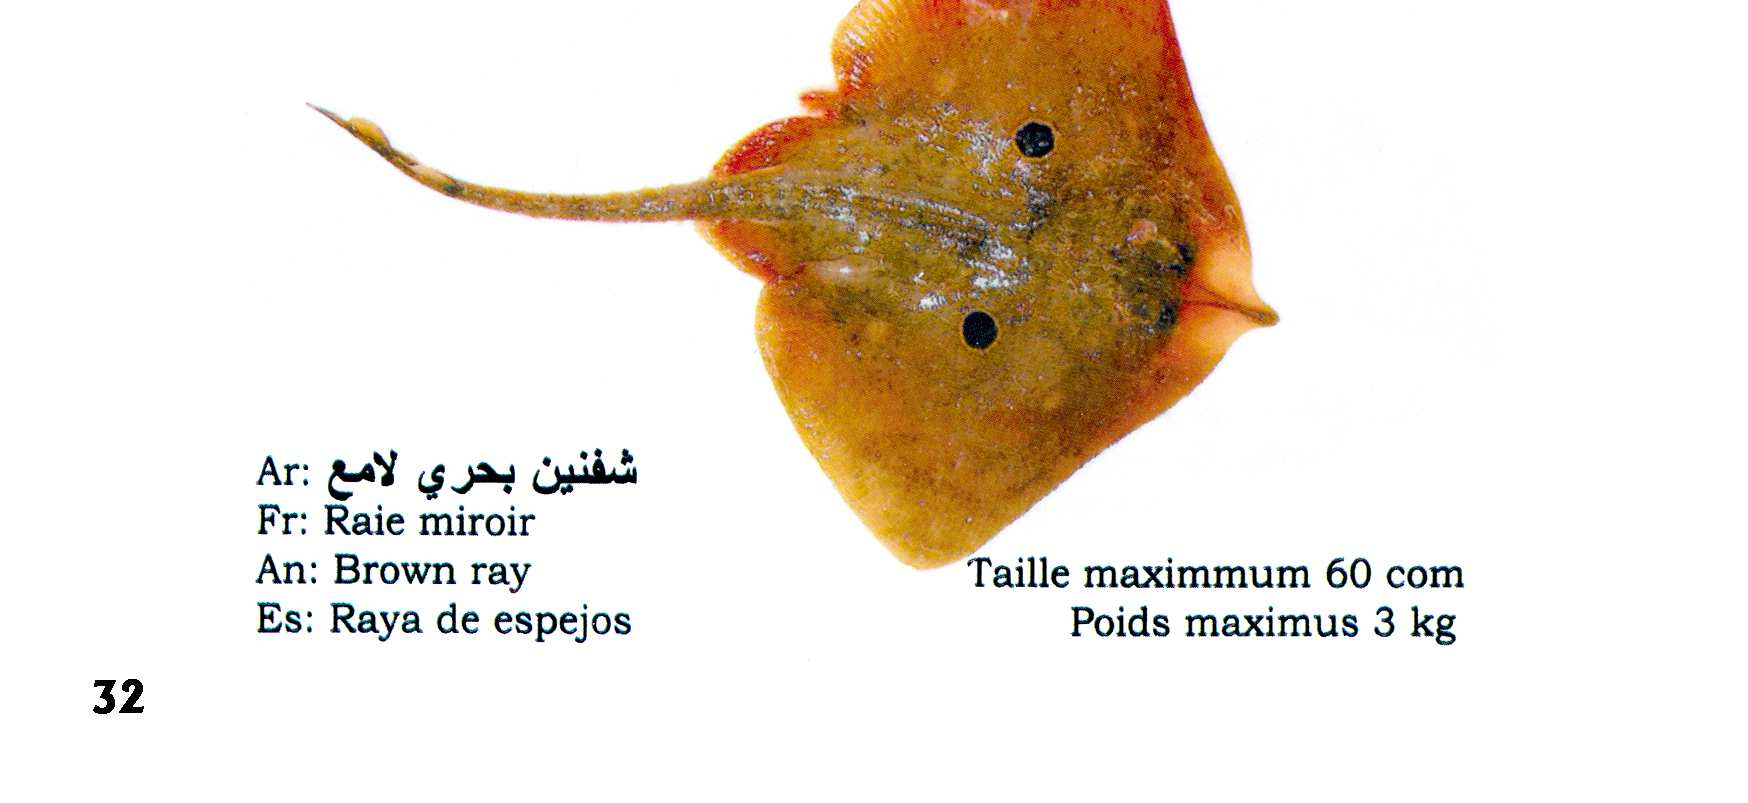 Ar: شفنين بحري لامع
Fr: Raie miroir
An: Brown ray
Es: Raya de espejos
Taille maximmum 60 com
Poids maximus 3 kg
32